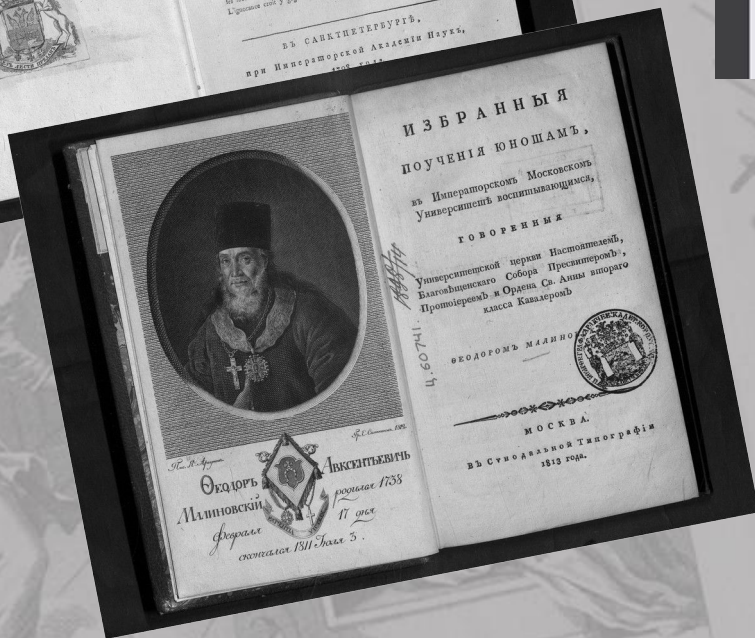 ВЪ САНКТПЕТЕРБУРГѢ,
при Императорской Академіи Наукъ,
ИЗБРАННЫЯ
ПОУЧЕНІЯ ЮНОШАМЪ,
въ Императорскомъ Московскомъ
Университетѣ воспитывающимся,
ГОВОРЕННЫЯ
Университетской церкви Настоятелемъ,
Благовѣщенскаго Собора Пресвитеромъ,
Протоіереемъ и Ордена Св. Анны втораго
класса Кавалеромъ
ѲЕОДОРОМЪ
МОСКВА.
Въ Сѵнодальной Типографіи
1813 года.
Ц. 60741.
Ѳеодоръ Авксентьевичь
Малиновскій родился 1738
февраля 17 дня
скончался 1811 Іюля 3.